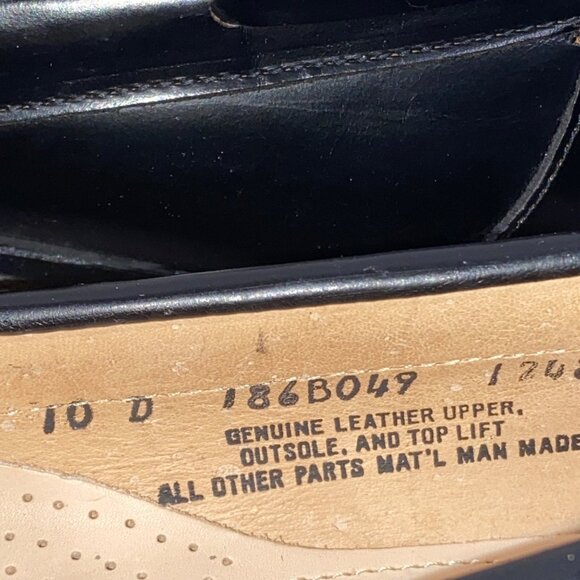 10 D 186B049
GENUINE LEATHER UPPER,
OUTSOLE, AND TOP LIFT
ALL OTHER PARTS MAT'L MAN MADE